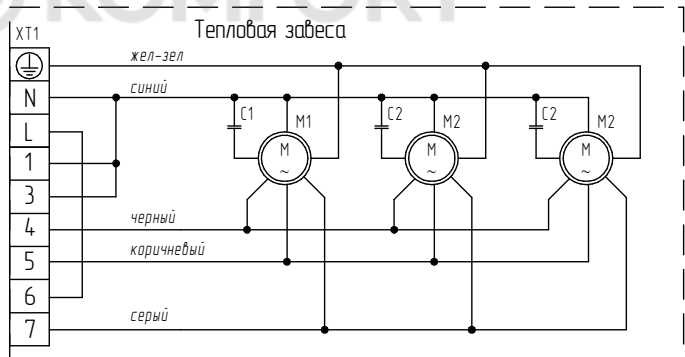 KOMFORT
Тепловая завеса
XT1
жел-зел
N
синий
L
C1
M1
C2
M2
C2
M2
1
M
~
M
~
M
~
3
4
черный
5
коричневый
6
7
серый